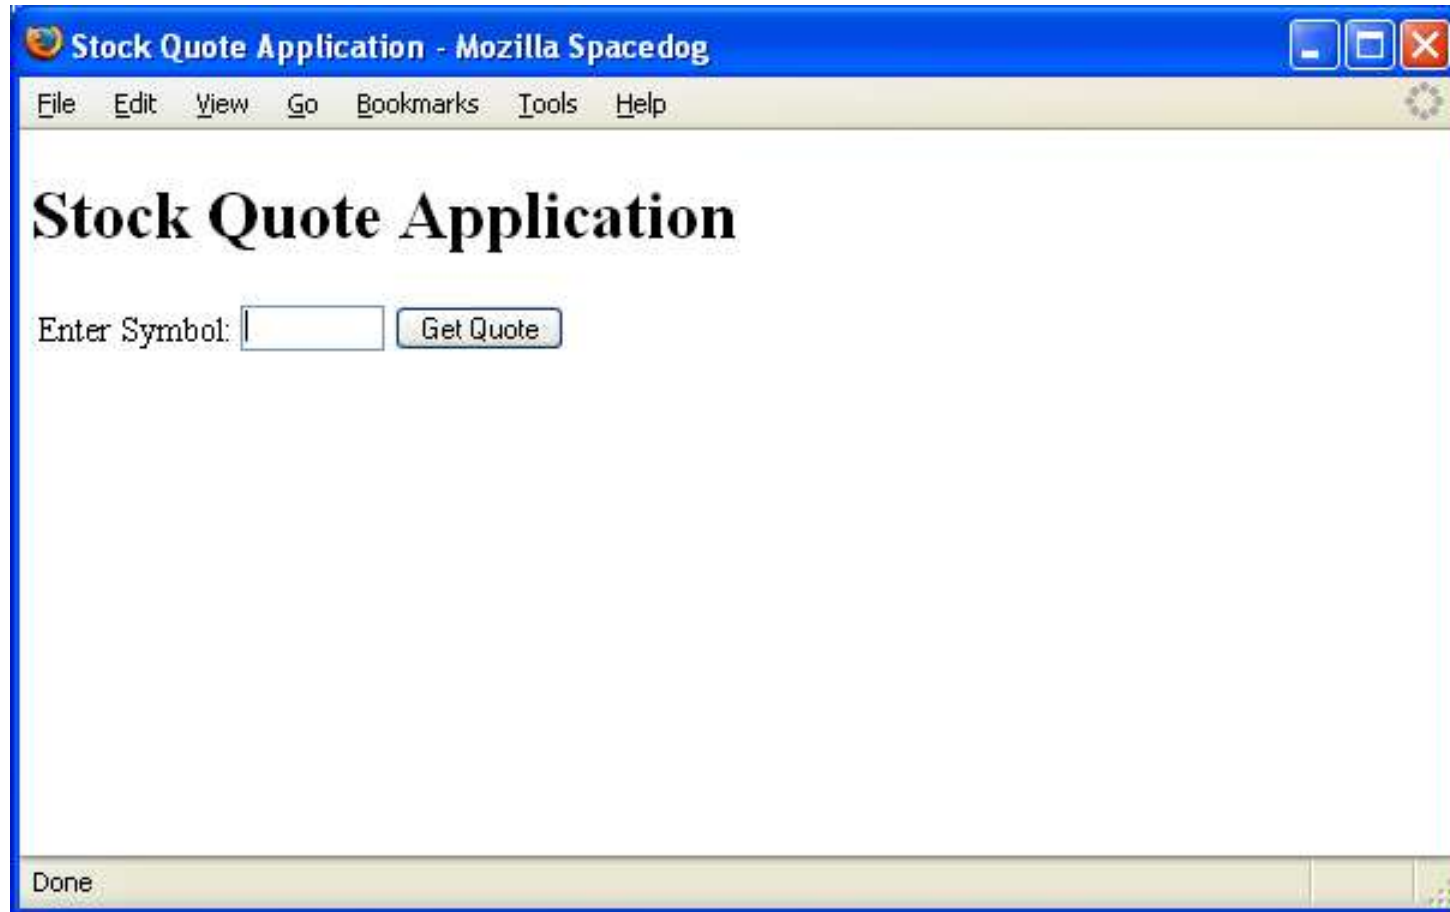 Stock Quote Application - Mozilla Spacedog
File Edit View Go Bookmarks Tools Help
Stock Quote Application
Enter Symbol: Get Quote
Done